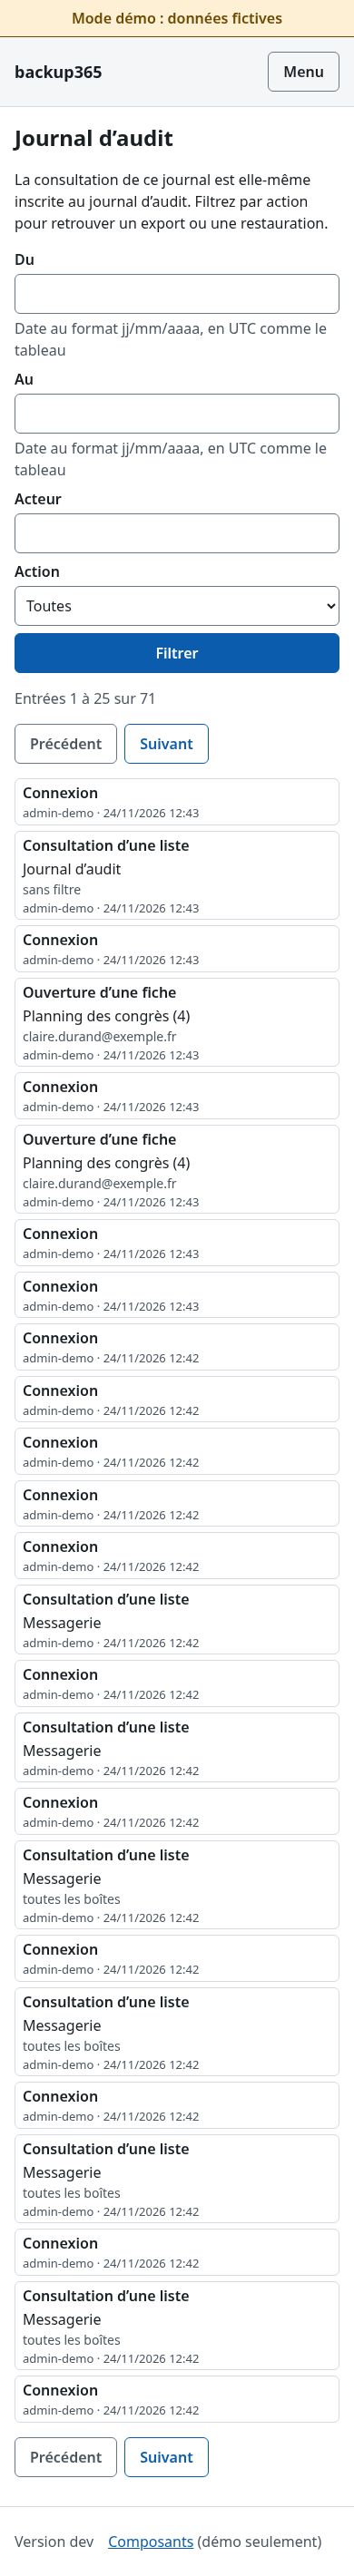 Mode démo : données fictives
backup365
Menu
Journal d’audit
La consultation de ce journal est elle-même
inscrite au journal d’audit. Filtrez par action
pour retrouver un export ou une restauration.
Du
Date au format jj/mm/aaaa, en UTC comme le
tableau
Au
Date au format jj/mm/aaaa, en UTC comme le
tableau
Acteur
Action
Toutes
Filtrer
Entrées 1 à 25 sur 71
Précédent
Suivant
Connexion
admin-demo · 24/11/2026 12:43
Consultation d’une liste
Journal d’audit
sans filtre
admin-demo · 24/11/2026 12:43
Connexion
admin-demo · 24/11/2026 12:43
Ouverture d’une fiche
Planning des congrès (4)
claire.durand@exemple.fr
admin-demo · 24/11/2026 12:43
Connexion
admin-demo · 24/11/2026 12:43
Ouverture d’une fiche
Planning des congrès (4)
claire.durand@exemple.fr
admin-demo · 24/11/2026 12:43
Connexion
admin-demo · 24/11/2026 12:43
Connexion
admin-demo · 24/11/2026 12:43
Connexion
admin-demo · 24/11/2026 12:42
Connexion
admin-demo · 24/11/2026 12:42
Connexion
admin-demo · 24/11/2026 12:42
Connexion
admin-demo · 24/11/2026 12:42
Connexion
admin-demo · 24/11/2026 12:42
Consultation d’une liste
Messagerie
admin-demo · 24/11/2026 12:42
Connexion
admin-demo · 24/11/2026 12:42
Consultation d’une liste
Messagerie
admin-demo · 24/11/2026 12:42
Connexion
admin-demo · 24/11/2026 12:42
Consultation d’une liste
Messagerie
toutes les boîtes
admin-demo · 24/11/2026 12:42
Connexion
admin-demo · 24/11/2026 12:42
Consultation d’une liste
Messagerie
toutes les boîtes
admin-demo · 24/11/2026 12:42
Connexion
admin-demo · 24/11/2026 12:42
Consultation d’une liste
Messagerie
toutes les boîtes
admin-demo · 24/11/2026 12:42
Connexion
admin-demo · 24/11/2026 12:42
Consultation d’une liste
Messagerie
toutes les boîtes
admin-demo · 24/11/2026 12:42
Connexion
admin-demo · 24/11/2026 12:42
Précédent
Suivant
Version dev Composants (démo seulement)